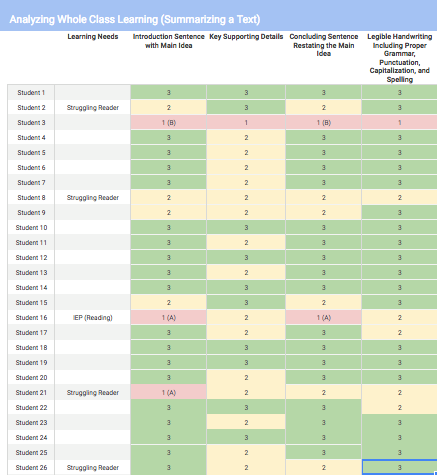 Analyzing Whole Class Learning (Summarizing a Text)
Learning Needs Introduction Sentence with Main Idea Key Supporting Details Concluding Sentence Restating the Main Idea Legible Handwriting Including Proper Grammar, Punctuation, Capitalization, and Spelling
Student 1 3 3 3 3
Student 2 Struggling Reader 2 3 2 3
Student 3 1 (B) 1 1 (B) 1
Student 4 3 2 3 3
Student 5 3 2 3 3
Student 6 3 2 3 3
Student 7 3 2 3 3
Student 8 Struggling Reader 2 2 2 2
Student 9 2 2 2 3
Student 10 3 3 3 3
Student 11 3 2 3 3
Student 12 3 3 3 3
Student 13 3 2 3 3
Student 14 3 3 3 3
Student 15 2 3 2 3
Student 16 IEP (Reading) 1 (A) 2 1 (A) 2
Student 17 3 2 3 2
Student 18 3 3 3 3
Student 19 3 3 3 3
Student 20 3 2 3 3
Student 21 Struggling Reader 1 (A) 2 2 2
Student 22 3 3 3 2
Student 23 3 2 3 3
Student 24 3 3 3 3
Student 25 3 2 3 3
Student 26 Struggling Reader 3 2 2 3